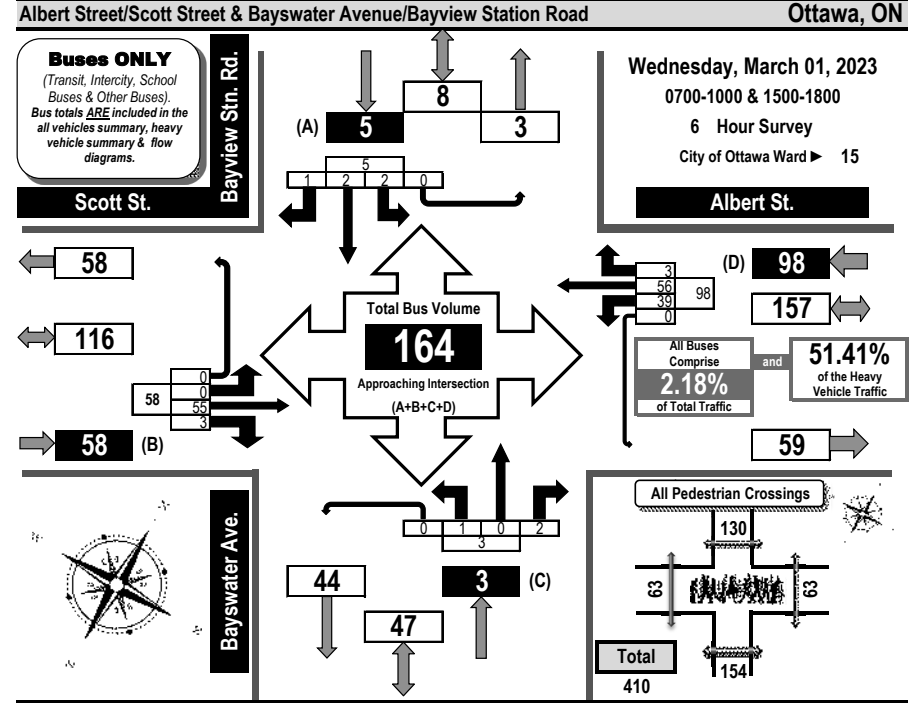 Albert Street/Scott Street & Bayswater Avenue/Bayview Station Road
Ottawa, ON
Buses ONLY
(Transit, Intercity, School
Buses & Other Buses).
Bus totals ARE included in the
all vehicles summary, heavy
vehicle summary & flow
diagrams.
Bayview Stn. Rd.
Scott St.
(A)
5
8
3
5
1 2 2 0
Wednesday, March 01, 2023
0700-1000 & 1500-1800
6 Hour Survey
City of Ottawa Ward 15
Albert St.
58
116
58
0
0
55
3
58
(B)
Total Bus Volume
164
Approaching Intersection
(A+B+C+D)
3
56
39
0
98
(D)
98
157
All Buses
Comprise
2.18%
of Total Traffic
and
51.41%
of the Heavy
Vehicle Traffic
59
Bayswater Ave.
0 1 0 2
3
44
47
3
(C)
All Pedestrian Crossings
130
63
63
154
Total
410